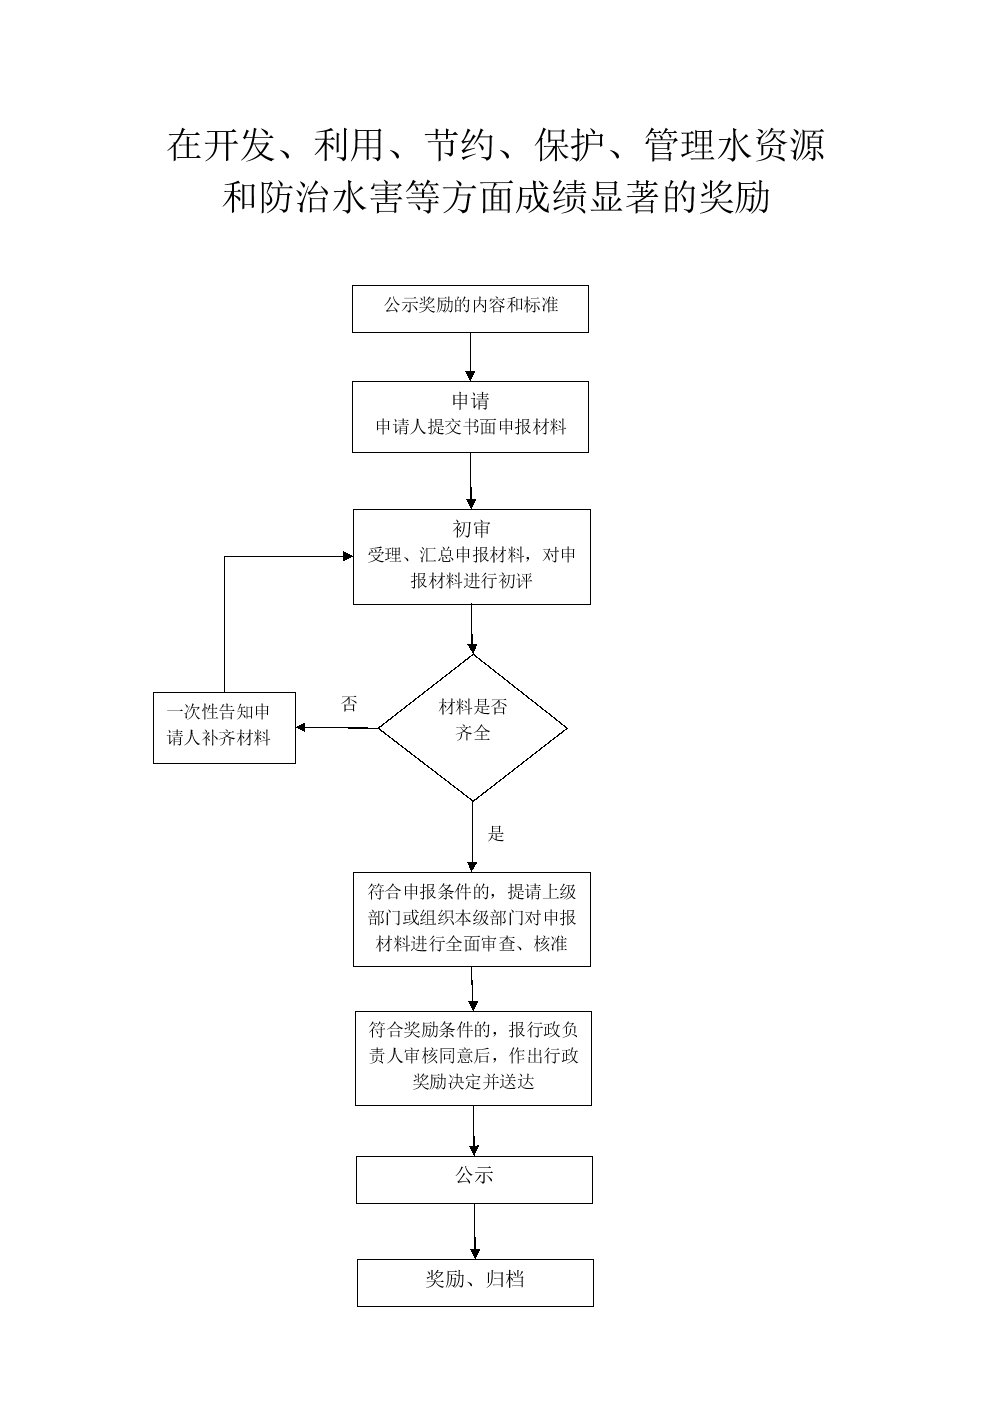 在开发、利用、节约、保护、管理水资源
和防治水害等方面成绩显著的奖励
公示奖励的内容和标准
申请
申请人提交书面申报材料
初审
受理、汇总申报材料，对申
报材料进行初评
材料是否
齐全
否
一次性告知申
请人补齐材料
是
符合申报条件的，提请上级
部门或组织本级部门对申报
材料进行全面审查、核准
符合奖励条件的，报行政负
责人审核同意后，作出行政
奖励决定并送达
公示
奖励、归档